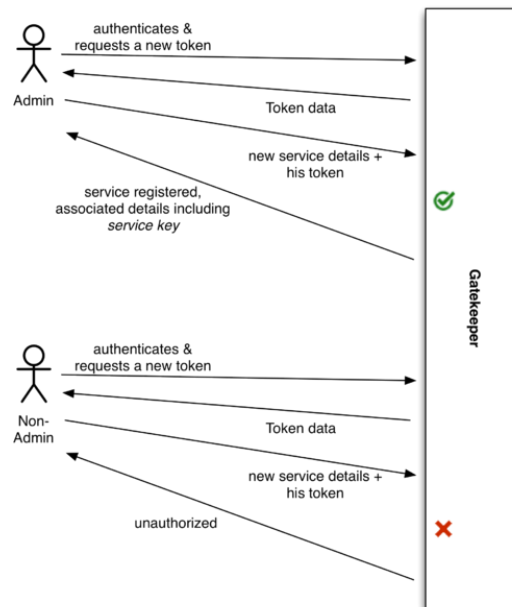 authenticates &
requests a new token
Admin
Token data
new service details +
his token
service registered,
associated details including
service key
Gatekeeper
authenticates &
requests a new token
Non-
Admin
Token data
new service details +
his token
unauthorized